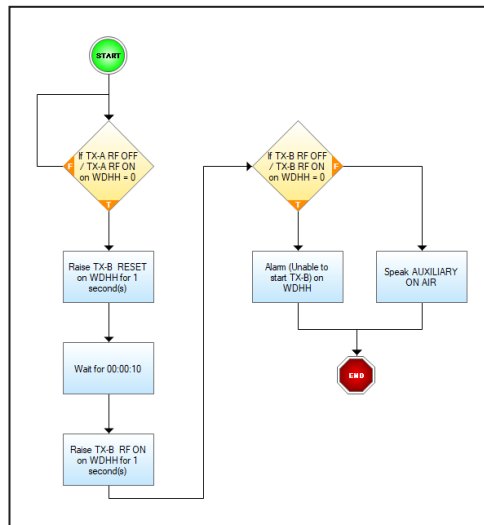 START
If TX-A RF OFF
/ TX-A RF ON
on WDHH = 0
F
T
Raise TX-B RESET
on WDHH for 1
second(s)
Wait for 00:00:10
Raise TX-B RF ON
on WDHH for 1
second(s)
If TX-B RF OFF
/ TX-B RF ON
on WDHH = 0
F
T
Alarm (Unable to
start TX-B) on
WDHH
Speak AUXILIARY
ON AIR
END